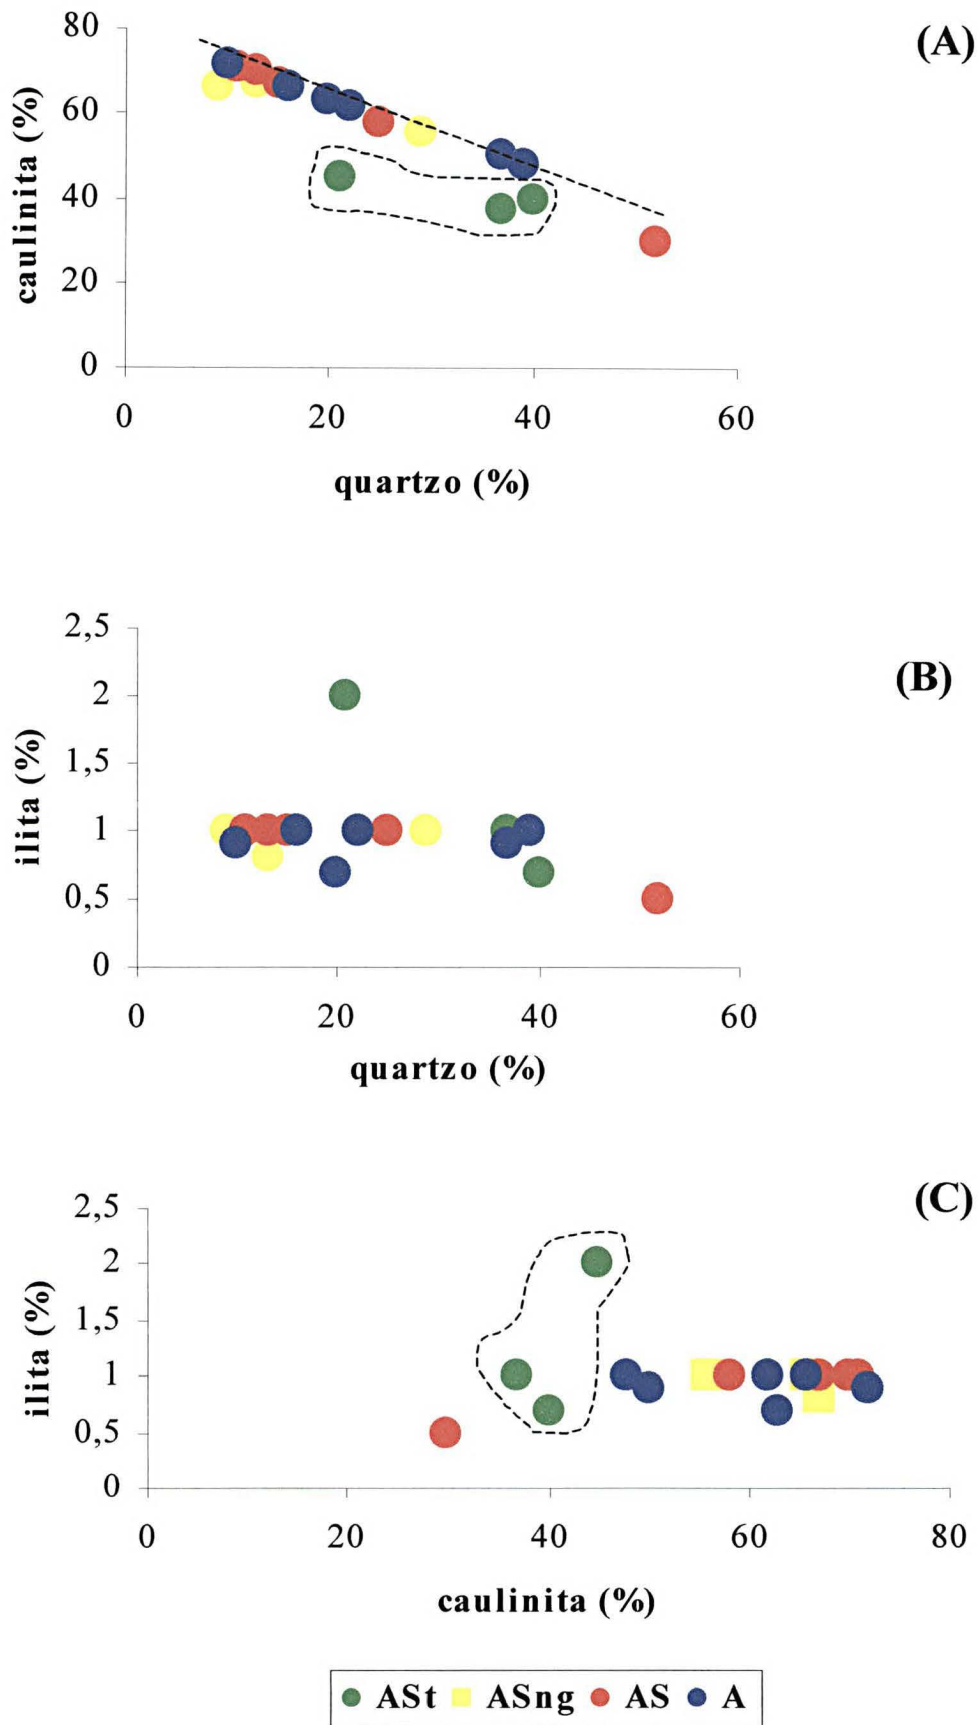 (A)
80
60
40
20
0
caulinita (%)
0 20 40 60
quartzo (%)
(B)
2,5
2
1,5
1
0,5
0
ilita (%)
0 20 40 60
quartzo (%)
(C)
2,5
2
1,5
1
0,5
0
ilita (%)
0 20 40 60 80
caulinita (%)
ASt ASng AS A